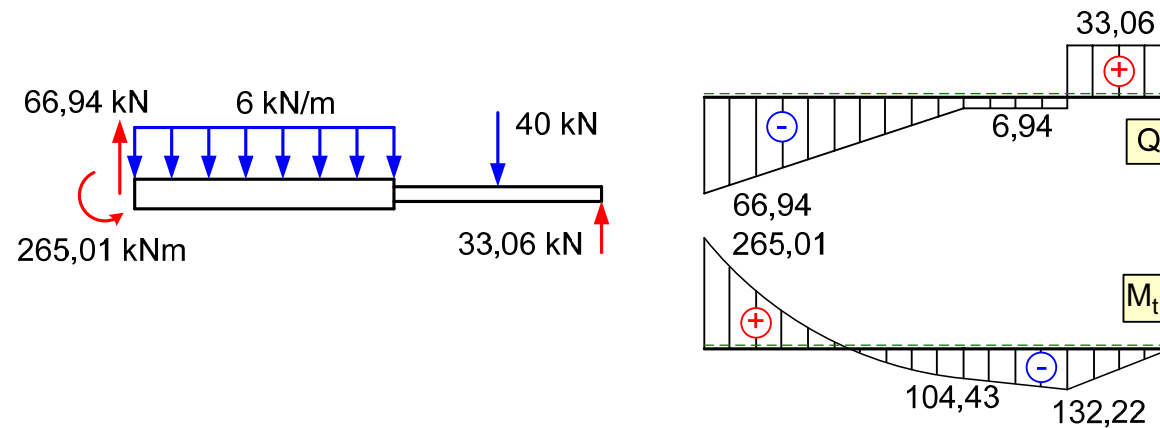 66,94 kN
6 kN/m
40 kN
265,01 kNm
33,06 kN
33,06
+
-
6,94
Q
66,94
265,01
+
Mt
-
104,43
132,22